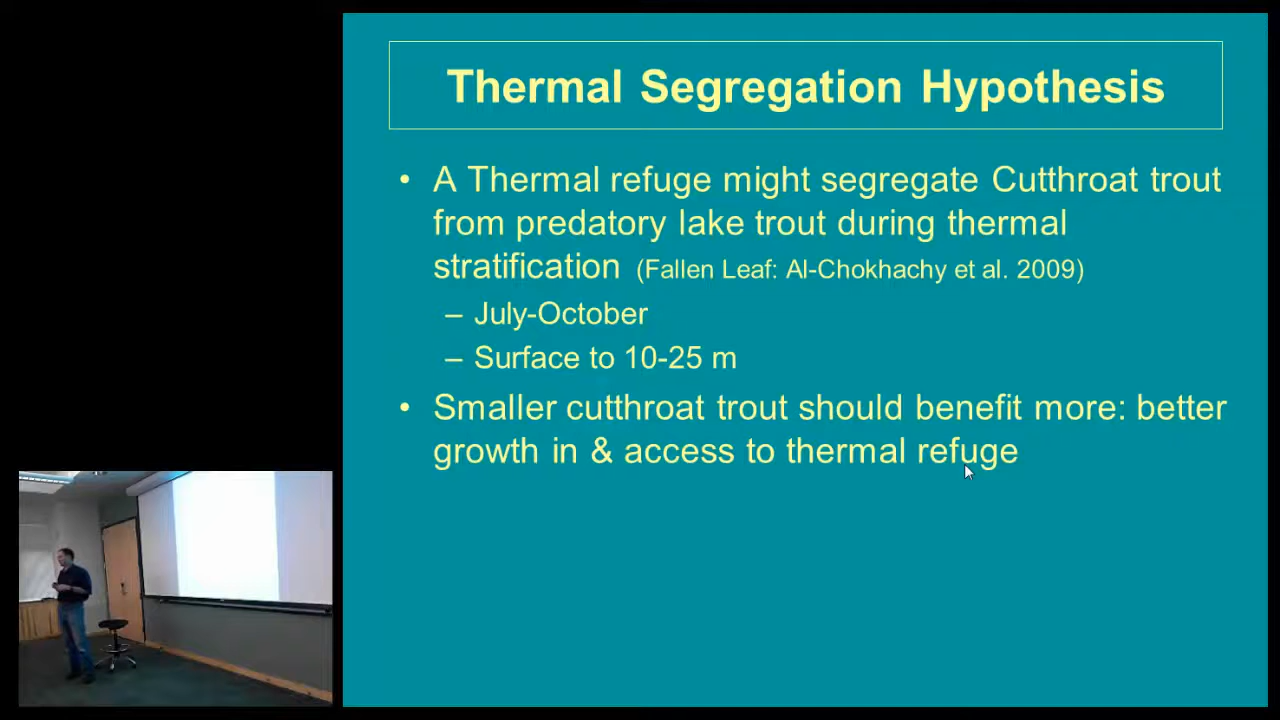 Thermal Segregation Hypothesis
• A Thermal refuge might segregate Cutthroat trout
from predatory lake trout during thermal
stratification (Fallen Leaf: Al-Chokhachy et al. 2009)
– July-October
– Surface to 10-25 m
• Smaller cutthroat trout should benefit more: better
growth in & access to thermal refuge